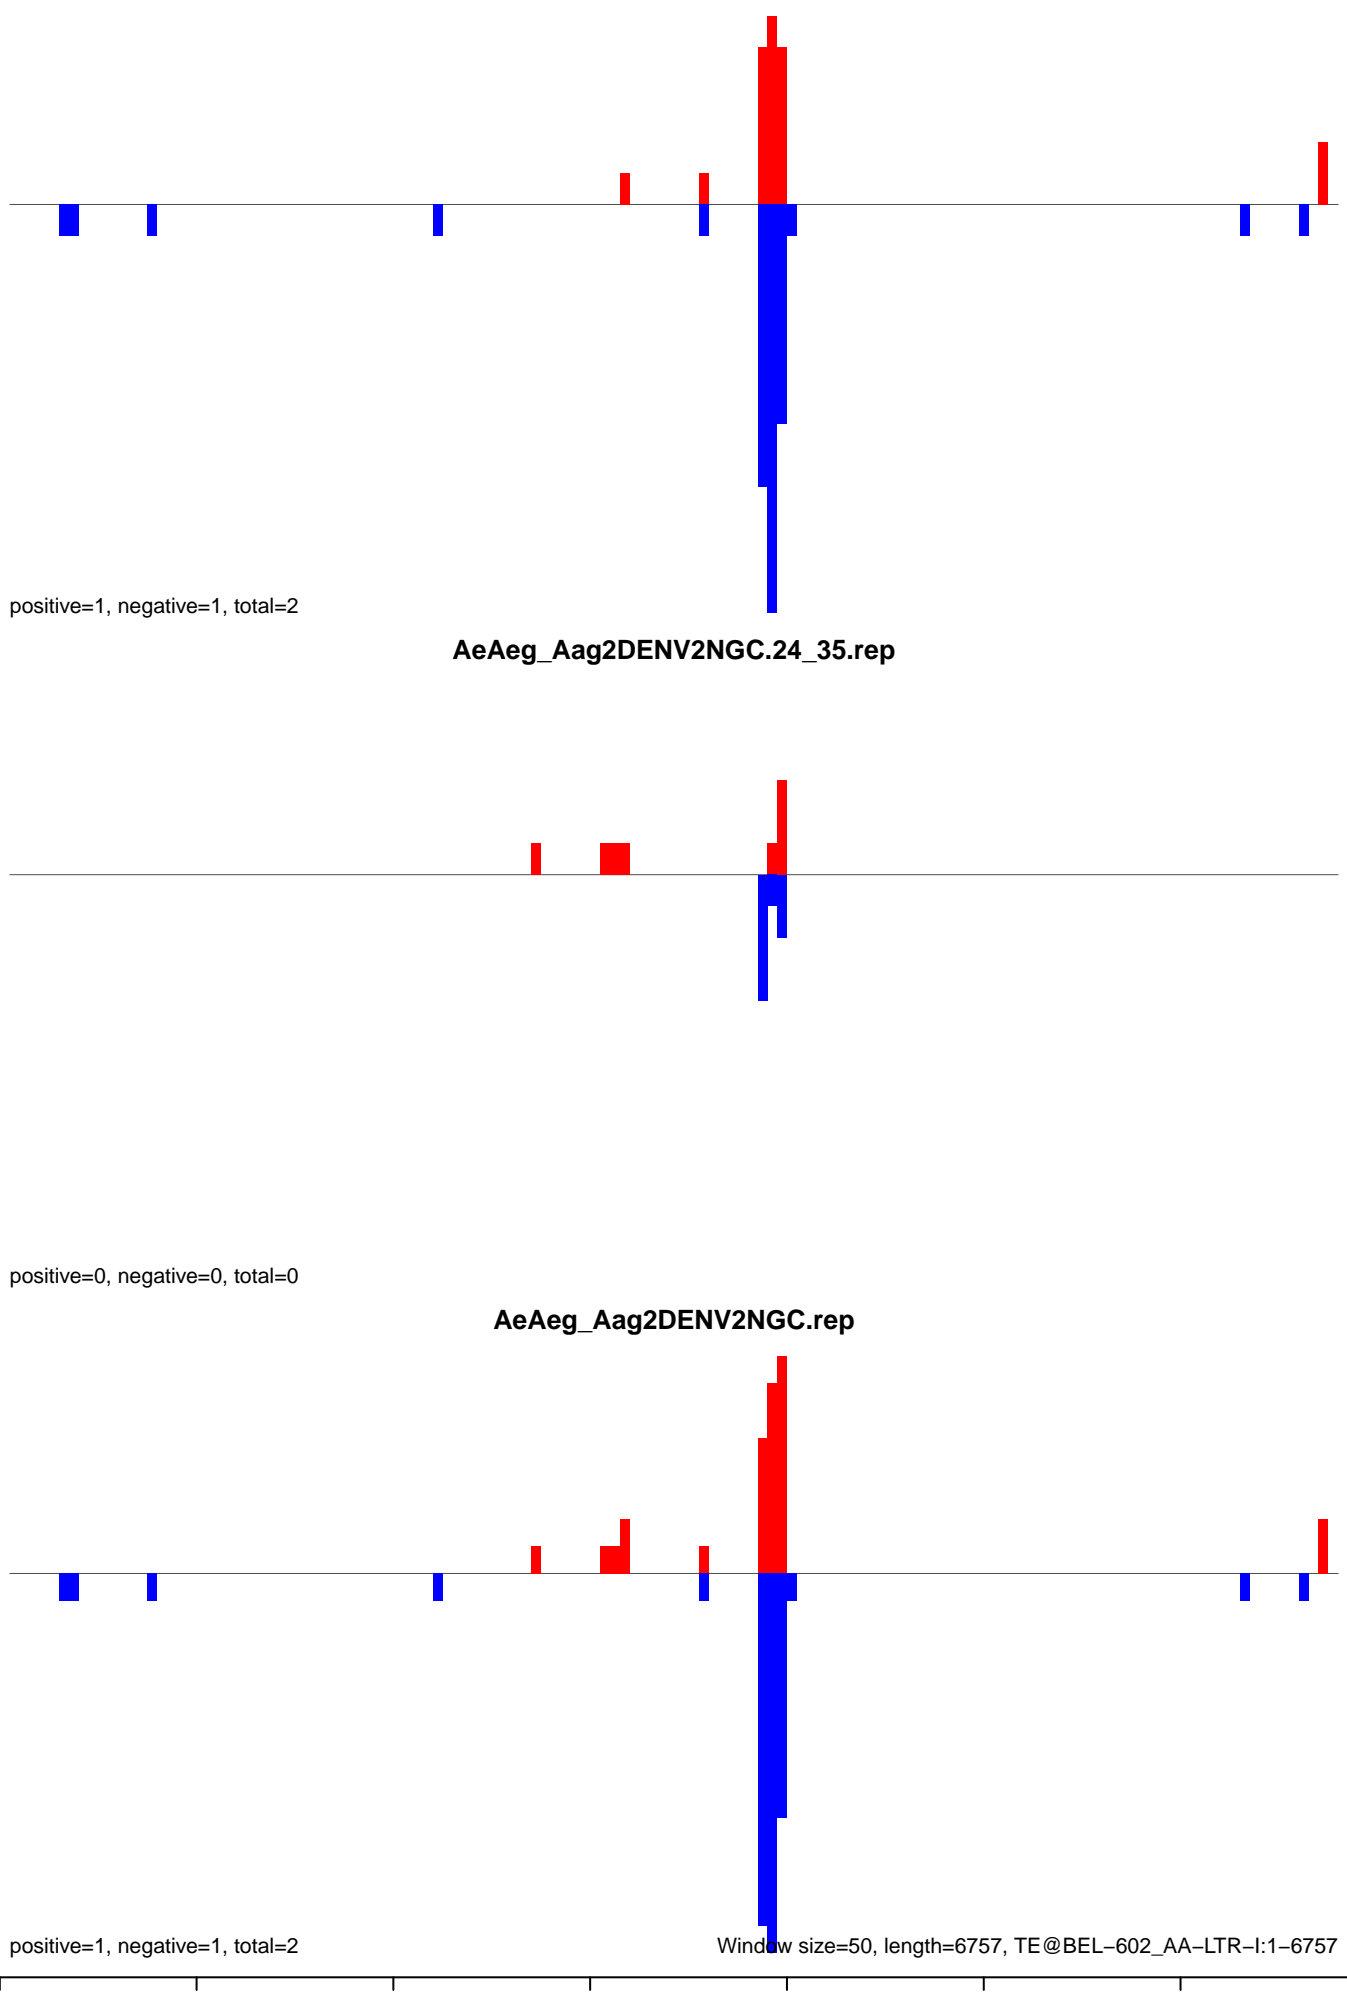 positive=1, negative=1, total=2
AeAeg_Aag2DENV2NGC.24_35.rep
positive=0, negative=0, total=0
AeAeg_Aag2DENV2NGC.rep
positive=1, negative=1, total=2
Window size=50, length=6757, TE@BEL−602_AA−LTR−I:1−6757